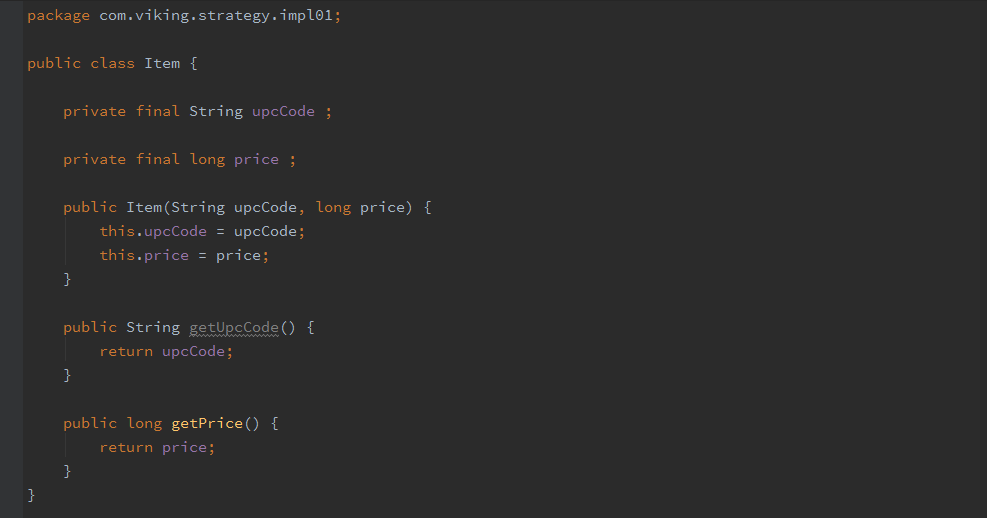 package com.viking.strategy.impl01;
public class Item {
private final String upcCode ;
private final long price ;
public Item(String upcCode, long price) {
this.upcCode = upcCode;
this.price = price;
}
public String getUpcCode() {
return upcCode;
}
public long getPrice() {
return price;
}
}